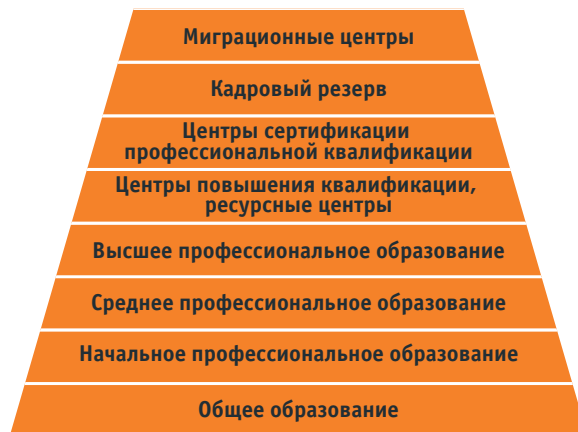 Миграционные центры
Кадровый резерв
Центры сертификации
профессиональной квалификации
Центры повышения квалификации,
ресурсные центры
Высшее профессиональное образование
Среднее профессиональное образование
Начальное профессиональное образование
Общее образование